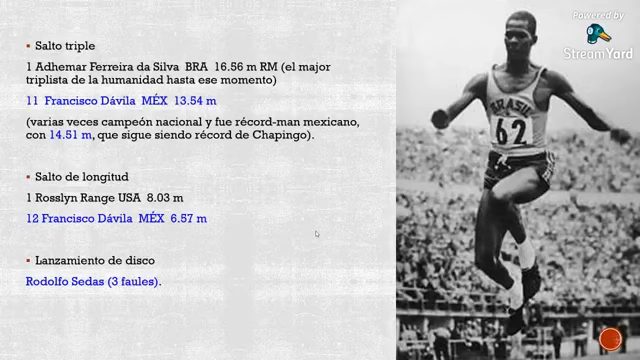 Salto triple
1 Adhemar Ferreira da Silva BRA 16.56 m RM (el major
triplista de la humanidad hasta ese momento)
11 Francisco Dávila MÉX 13.54 m
(varias veces campeón nacional y fue récord-man mexicano,
con 14.51 m, que sigue siendo récord de Chapingo).
Salto de longitud
1 Rosslyn Range USA 8.03 m
12 Francisco Dávila MÉX 6.57 m
Lanzamiento de disco
Rodolfo Sedas (3 faules).
BRASIL
62
Powered by
StreamYard